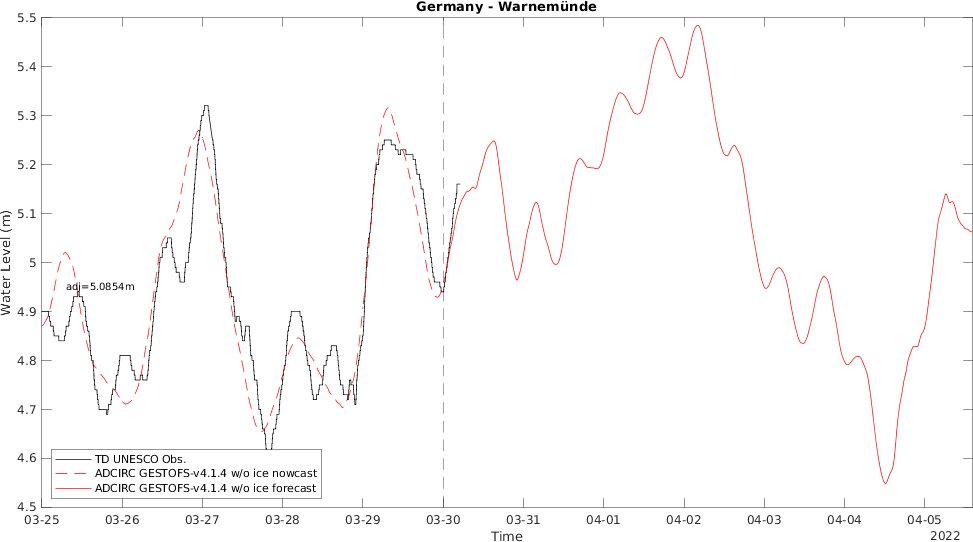 Germany - Warnemünde
5.5
5.4
5.3
5.2
5.1
5
4.9
4.8
4.7
4.6
4.5
Water Level (m)
adj=5.0854m
TD UNESCO Obs.
ADCIRC GESTOFS-v4.1.4 w/o ice nowcast
ADCIRC GESTOFS-v4.1.4 w/o ice forecast
03-25 03-26 03-27 03-28 03-29 03-30 03-31 04-01 04-02 04-03 04-04 04-05
Time
2022